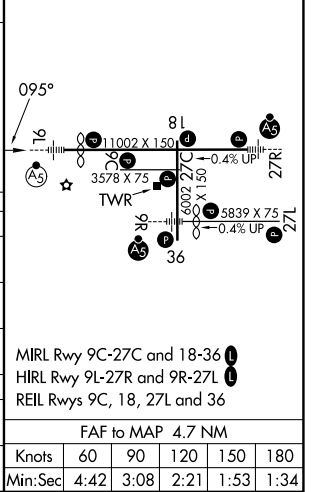 095°
9L
P
11002 X 150
18
P
P
A5
27R
A5
9C
P
3578 X 75
27C
0.4% UP
TWR
P
6002 X 150
9R
A5
P
5839 X 75
27L
0.4% UP
P
P
36
MIRL Rwy 9C-27C and 18-36 L
HIRL Rwy 9L-27R and 9R-27L L
REIL Rwys 9C, 18, 27L and 36
FAF to MAP 4.7 NM
Knots 60 90 120 150 180
Min:Sec 4:42 3:08 2:21 1:53 1:34